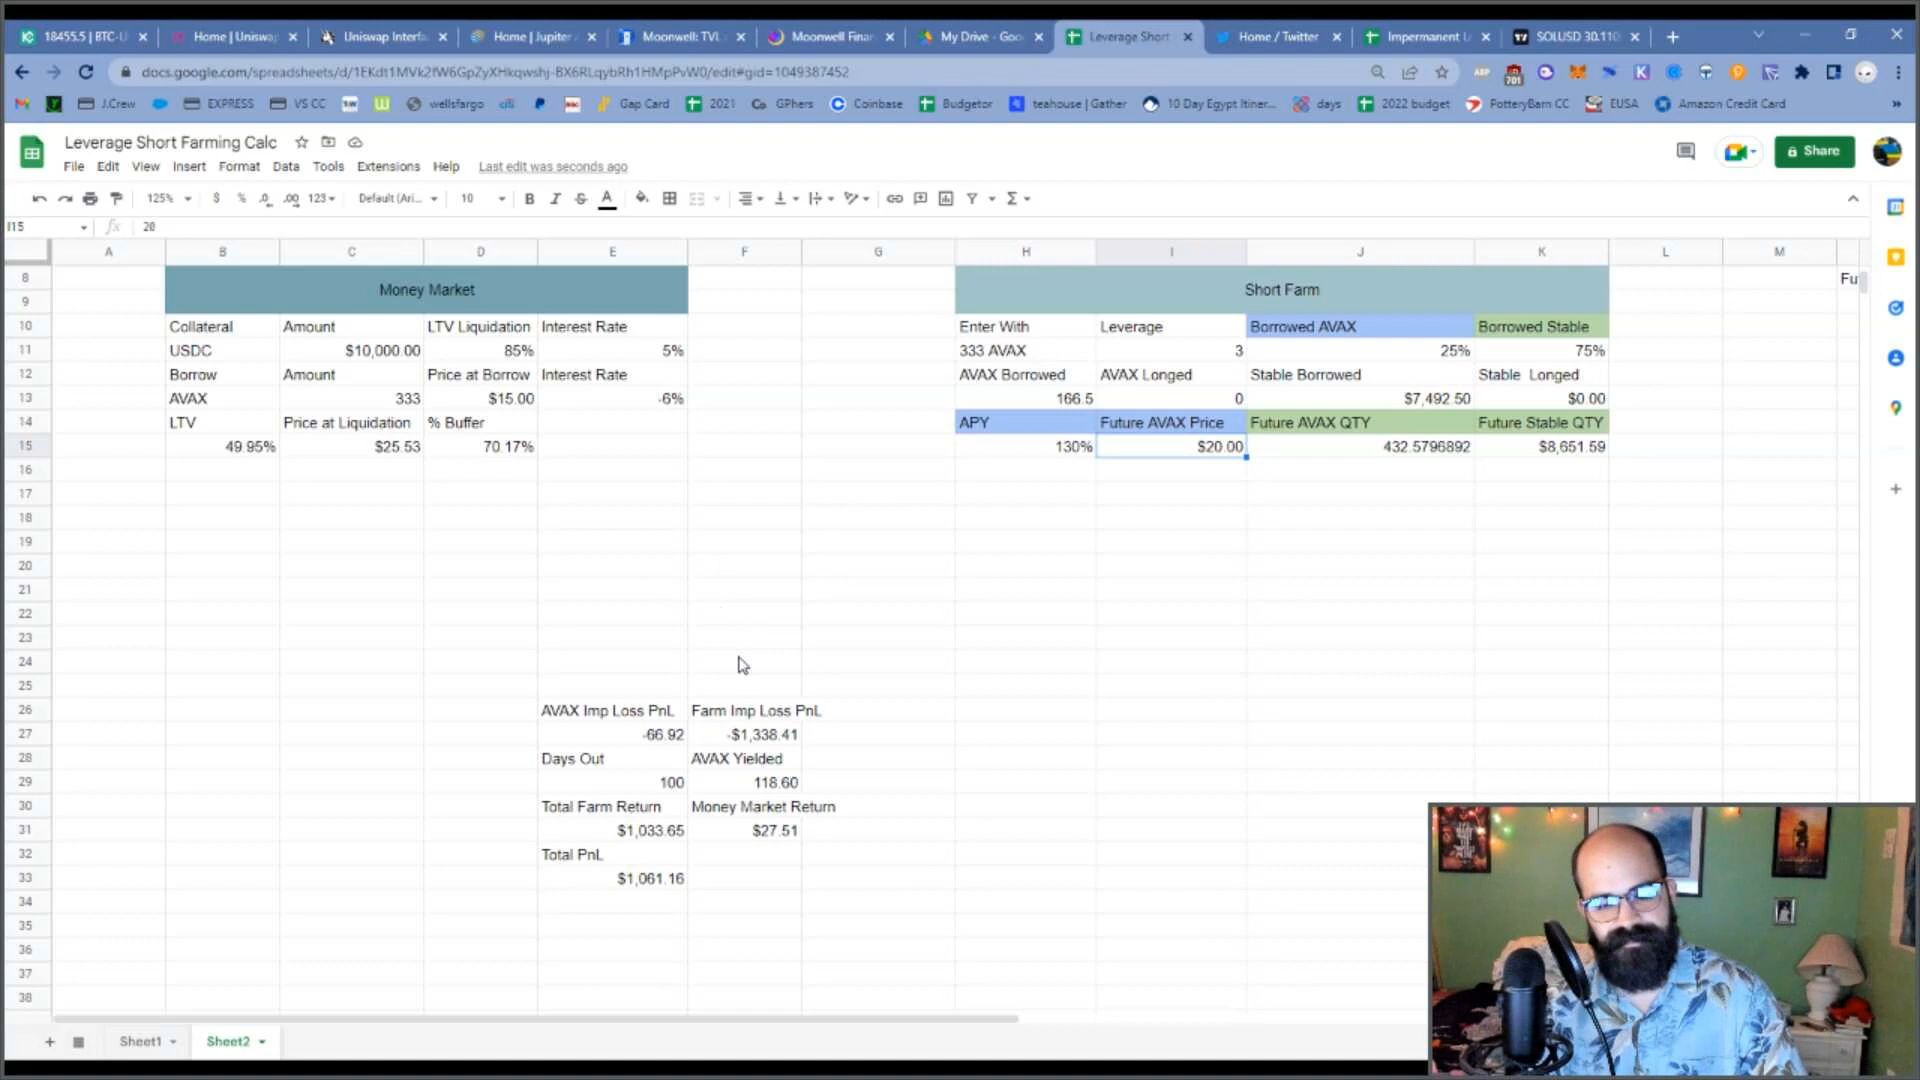 18455.5 | BTC-U Home | Uniswap Uniswap Interfa Home | Jupiter Moonwell: TVL Moonwell Finan My Drive - Goo Leverage Short Home / Twitter Impermanent L SOLUSD 30.110
docs.google.com/spreadsheets/d/1EKdt1MVk2fW6GpZyXHkqwshj-BX6RLqybRh1HMpPvW0/edit#gid=1049387452
J.Crew EXPRESS VS CC wellsfargo citi Gap Card 2021 GPhers Coinbase Budgetor teahouse | Gather 10 Day Egypt Itiner... days 2022 budget PotteryBarn CC EUSA Amazon Credit Card
Leverage Short Farming Calc
Share
File Edit View Insert Format Data Tools Extensions Help Last edit was seconds ago
125% $ % .0 .00 123 Default (Ari... 10 B I S A
I15 fx 20
A B C D E F G H I J K L M
8 Money Market Short Farm Fu
9
10 Collateral Amount LTV Liquidation Interest Rate Enter With Leverage Borrowed AVAX Borrowed Stable
11 USDC $10,000.00 85% 5% 333 AVAX 3 25% 75%
12 Borrow Amount Price at Borrow Interest Rate AVAX Borrowed AVAX Longed Stable Borrowed Stable Longed
13 AVAX 333 $15.00 -6% 166.5 0 $7,492.50 $0.00
14 LTV Price at Liquidation % Buffer APY Future AVAX Price Future AVAX QTY Future Stable QTY
15 49.95% $25.53 70.17% 130% $20.00 432.5796892 $8,651.59
16
17
18
19
20
21
22
23
24
25
26 AVAX Imp Loss PnL Farm Imp Loss PnL
27 -66.92 -$1,338.41
28 Days Out AVAX Yielded
29 100 118.60
30 Total Farm Return Money Market Return
31 $1,033.65 $27.51
32 Total PnL
33 $1,061.16
34
35
36
37
38
Sheet1 Sheet2